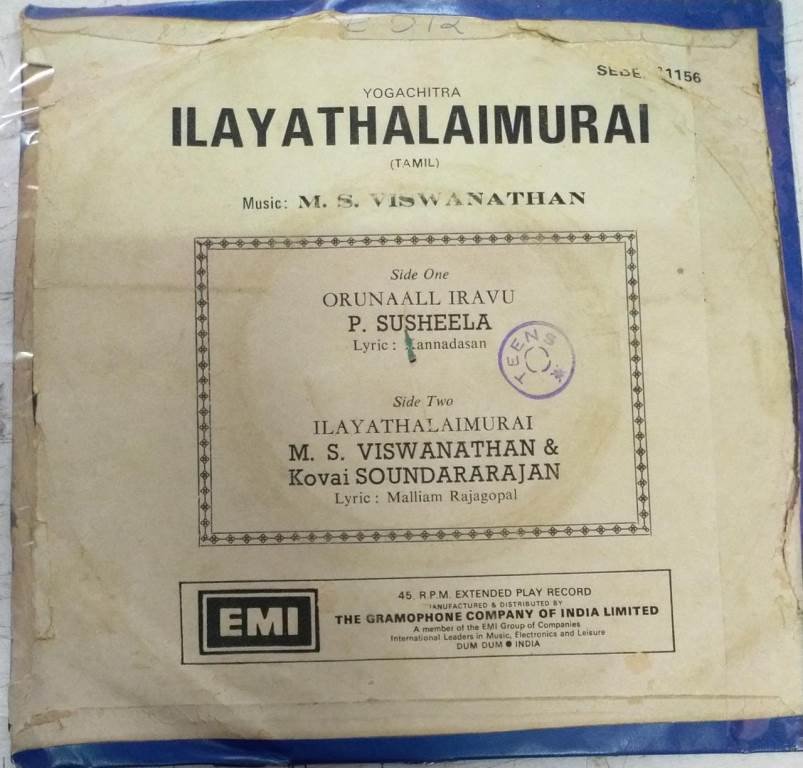 1156
YOGACHITRA
ILAYATHALAIMURAI
(TAMIL)
Music: M. S. VISWANATHAN
Side One
ORUNAALL IRAVU
P. SUSHEELA
Lyric : Kannadasan
TEENS
Side Two
ILAYATHALAIMURAI
M. S. VISWANATHAN &
Kovai SOUNDARARAJAN
Lyric : Malliam Rajagopal
EMI
45 R.P.M. EXTENDED PLAY RECORD
MANUFACTURED & DISTRIBUTED BY
THE GRAMOPHONE COMPANY OF INDIA LIMITED
A member of the EMI Group of Companies
International Leaders in Music, Electronics and Leisure
DUM DUM ● INDIA